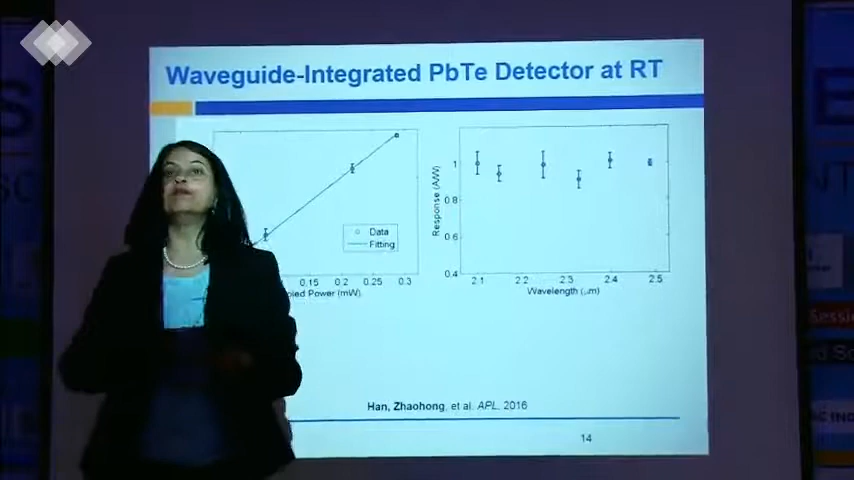 Waveguide-Integrated PbTe Detector at RT
Data
Fitting
0.15 0.2 0.25 0.3
Power (mW)
Response (A/W)
1
0.8
0.6
0.4
2.1 2.2 2.3 2.4 2.5
Wavelength (μm)
Han, Zhaohong, et al. APL. 2016
14